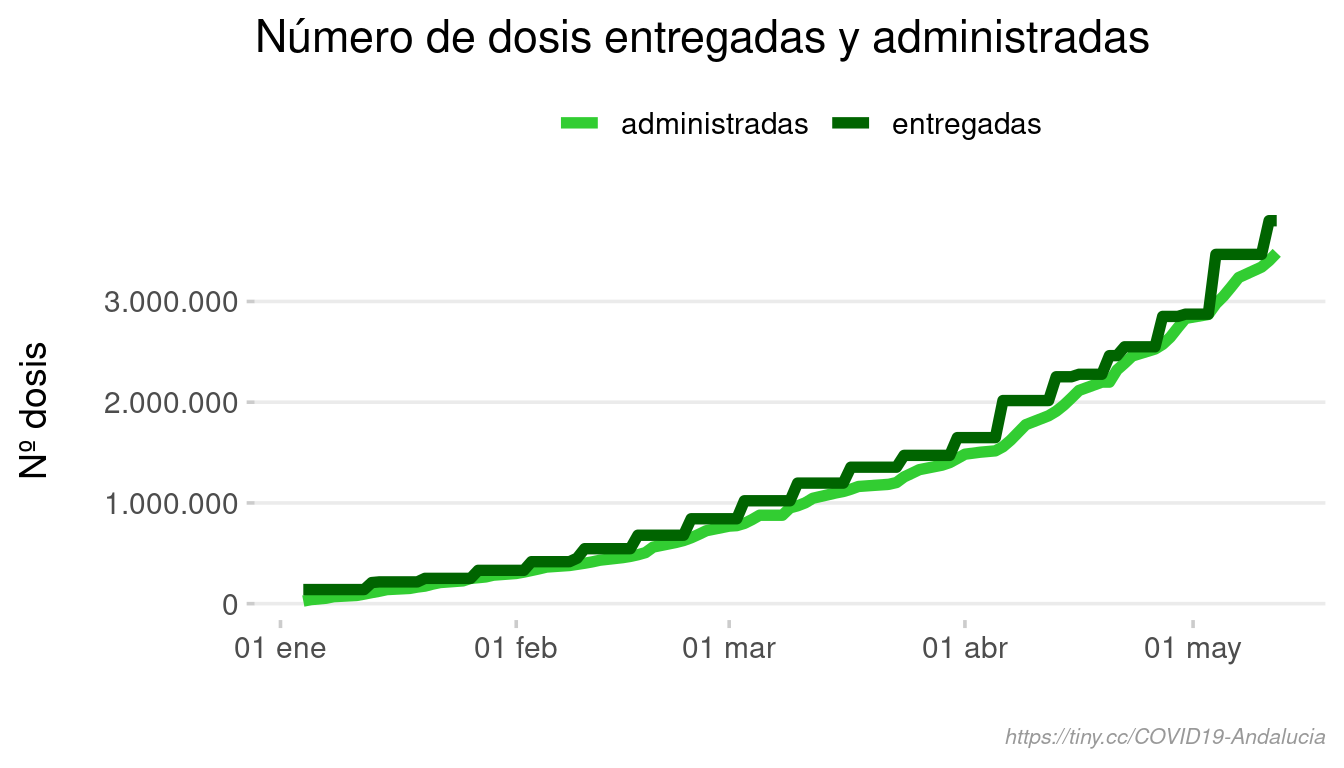 Número de dosis entregadas y administradas
administradas entregadas
Nº dosis
3.000.000
2.000.000
1.000.000
0
01 ene 01 feb 01 mar 01 abr 01 may
https://tiny.cc/COVID19-Andalucia